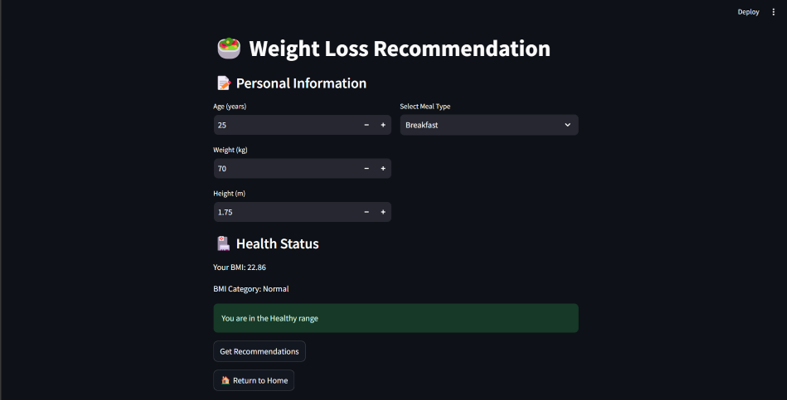 Deploy
Weight Loss Recommendation
Personal Information
Age (years)
Select Meal Type
25
Breakfast
Weight (kg)
70
Height (m)
1.75
Health Status
Your BMI: 22.86
BMI Category: Normal
You are in the Healthy range
Get Recommendations
Return to Home